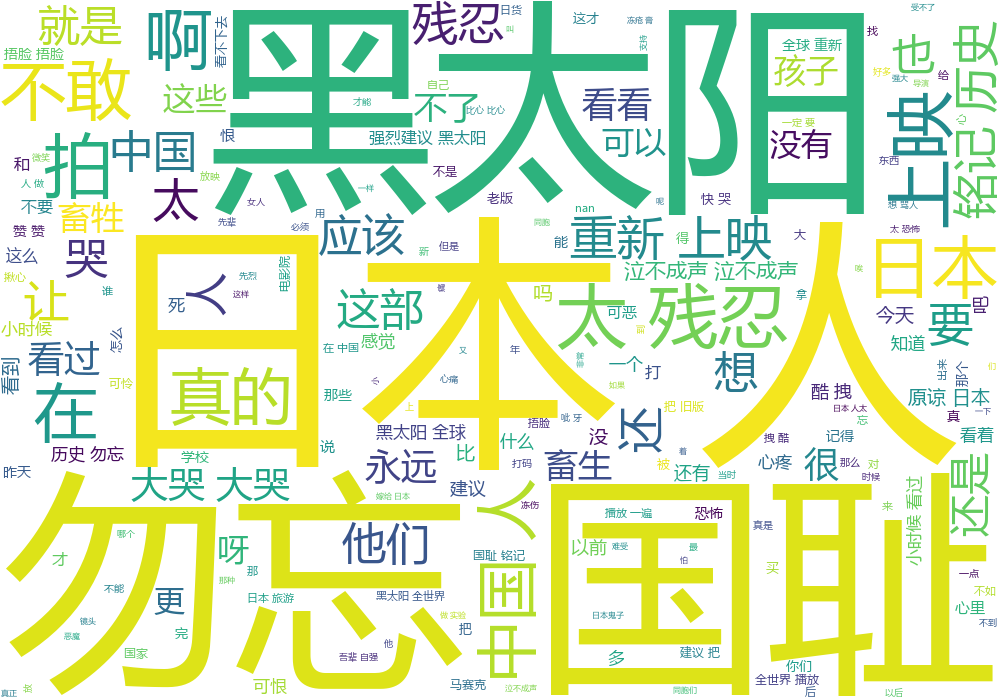 黑太阳
日本人
勿忘
国耻
就是
捂脸 捂脸
不敢
啊
看不下去
残忍
日货
这才
冻疮 膏
受不了
叫
支持
全球 重新
找
好多
强大
导演
给
也
历史
铭记
上映
孩子
这些
不了
自己
比心 比心
才能
看看
可以
一定 要
心
恨
强烈建议 黑太阳
没有
拍
中国
和
微笑
人 做
放映
不是
一样
东西
太
女人
老版
快 哭
呢
想 骂人
不要
畜牲
先辈
用
必须
同胞
nan
赞 赞
应该
重新
上映
得
大
太 恐怖
哭
新
但是
能
这么
揪心
电影院
先烈
泣不成声 泣不成声
唉
日本
让
谁
这样
人
死
这部
吗
太
残忍
拿
吧
小时候
怎么
可恶
今天
要
在 中国
感觉
又
年
知道
看到
看过
一个
打
想
出来
那个
们
在
可怜
真的
那些
小
心痛
如果
把 旧版
酷 拽
原谅 日本
上
日本 人太
真
一下
忘
说
黑太阳 全球
捂脸
没
还
拽 酷
记得
看着
历史 勿忘
学校
比
什么
呲 牙
着
昨天
大哭 大哭
永远
打码
畜生
被
还有
当时
心疼
那么
很
对
时候
还是
建议
嫁给 日本
冻伤
中国
人
他们
播放 一遍
恐怖
真是
来
小时候 看过
哪个
呀
才
那
那种
国耻 铭记
以前
难受
最
怕
买
一点
不能
更
日本 旅游
黑太阳 全世界
做 实验
日本鬼子
不如
心里
镜头
恶魔
完
把
不到
国家
他
吾辈 自强
多
建议 把
你们
可恨
马赛克
泣不成声
同胞们
全世界 播放
后
以后
真正